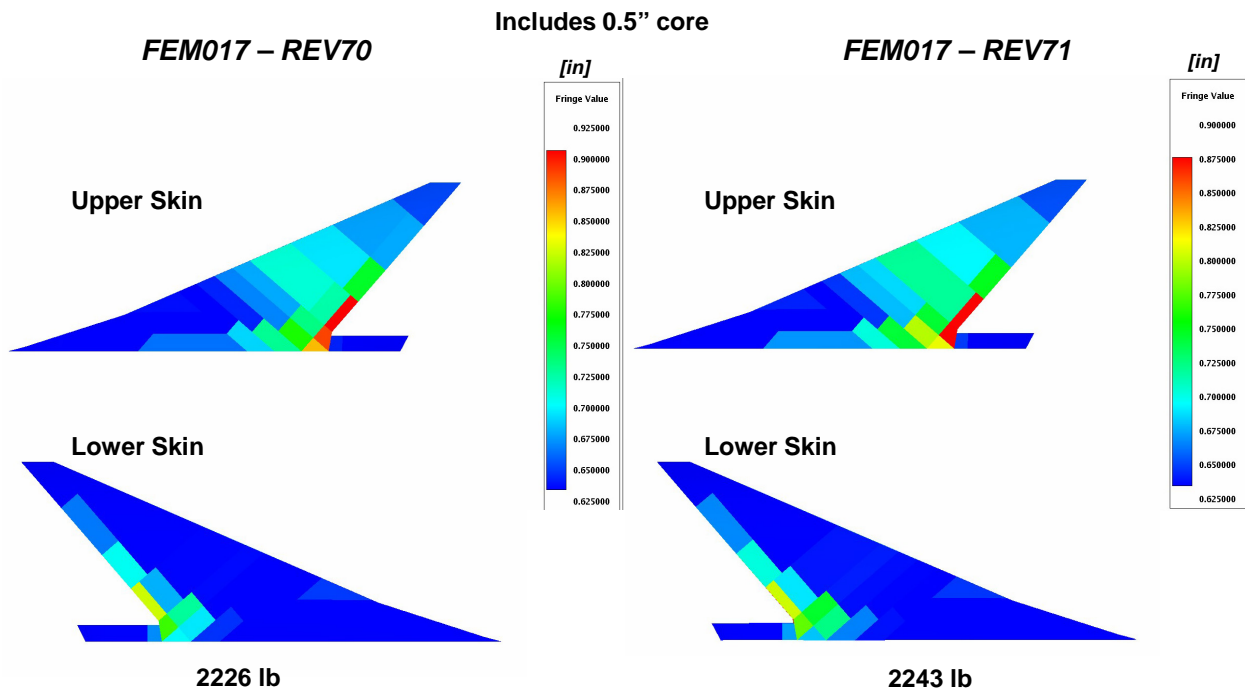 Includes 0.5” core
FEM017 – REV70
FEM017 – REV71
[in]
[in]
Fringe Value
0.925000
0.900000
0.875000
0.850000
0.825000
0.800000
0.775000
0.750000
0.725000
0.700000
0.675000
0.650000
0.625000
Fringe Value
0.900000
0.875000
0.850000
0.825000
0.800000
0.775000
0.750000
0.725000
0.700000
0.675000
0.650000
0.625000
Upper Skin
Upper Skin
Lower Skin
Lower Skin
2226 lb
2243 lb